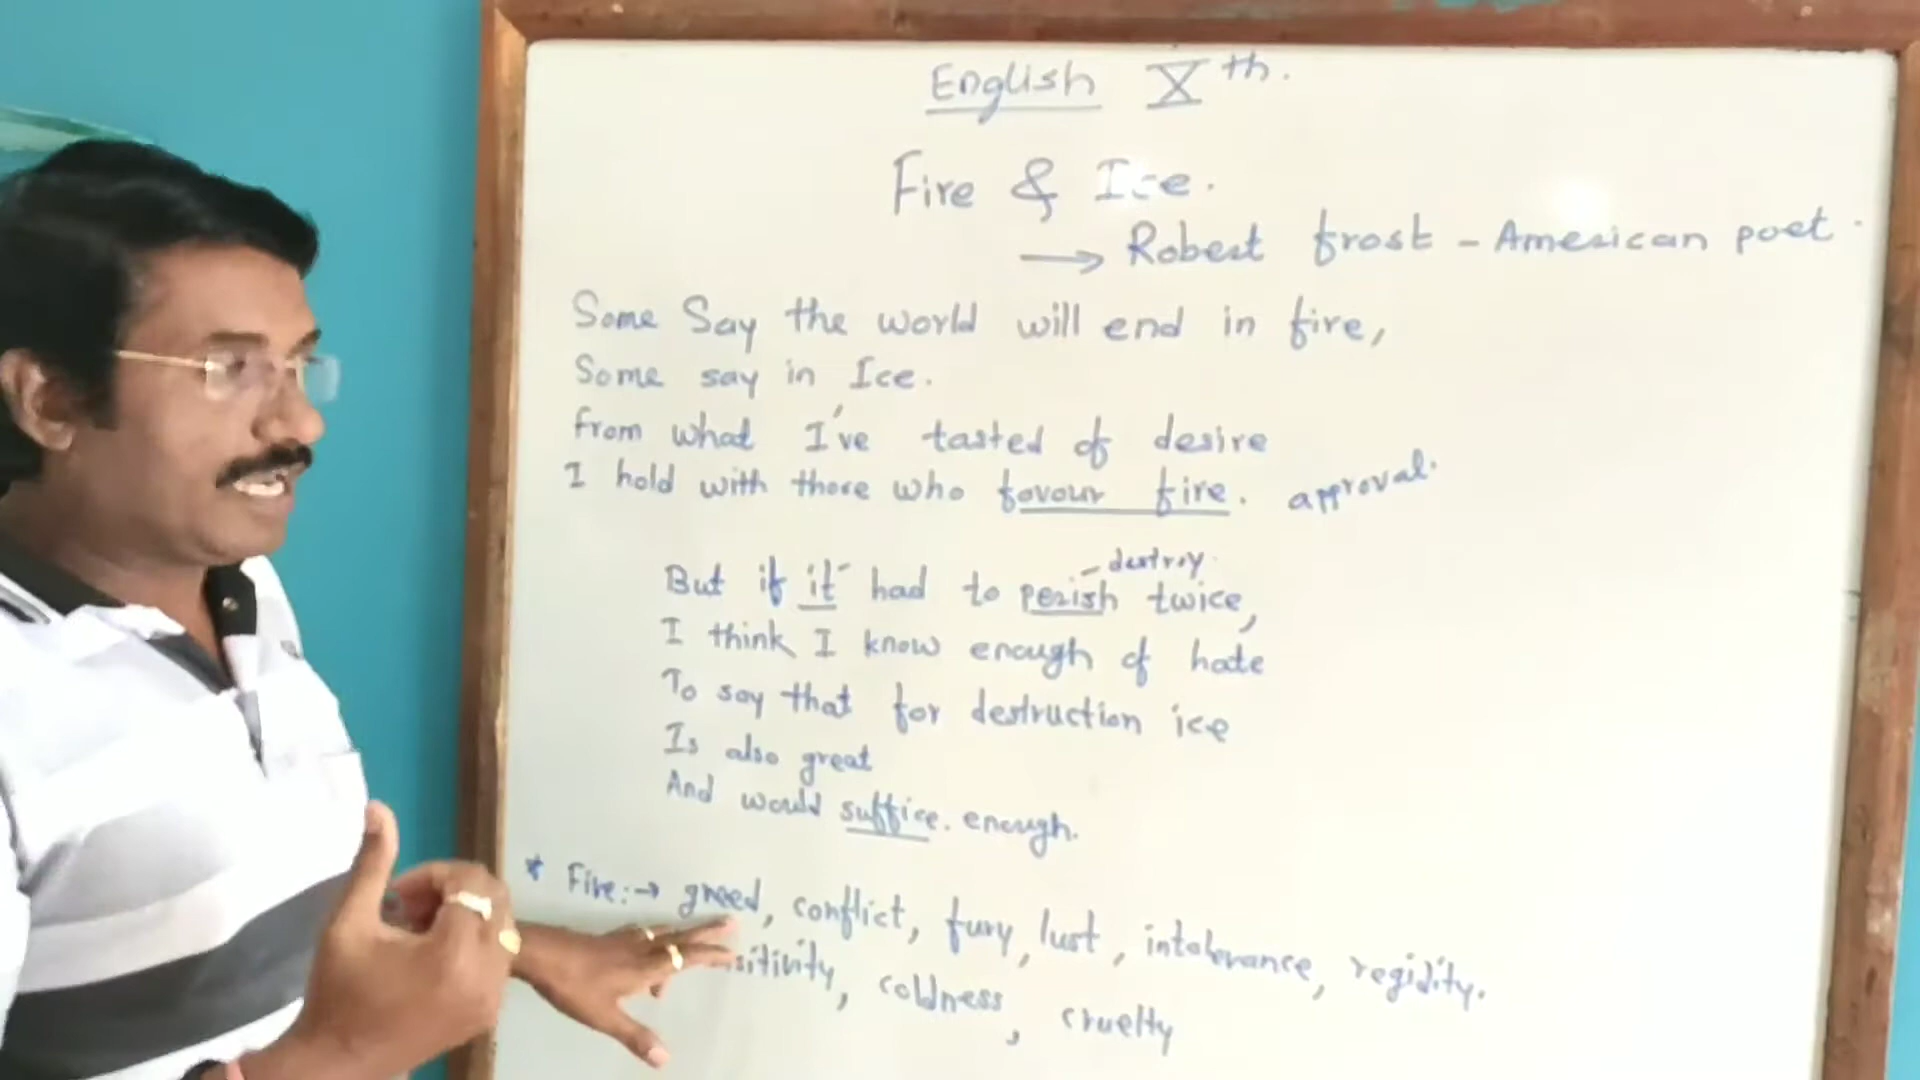 English Xth.
Fire & Ice.
→ Robert frost - American poet.
Some Say the world will end in fire,
Some say in Ice.
from what I've tasted of desire
I hold with those who favour fire. approval.
- destroy.
But if it had to perish twice,
I think I know enough of hate
To say that for destruction ice
Is also great
And would suffice. enough.
* Fire:→ greed, conflict, fury, lust, intolerance, regidity.
sitivity, coldness, cruelty